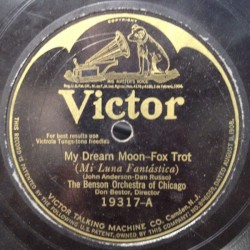 "HIS MASTER'S VOICE"
Victor
For best results use
Victrola Tungs-tone Needles
My Dream Moon–Fox Trot
(Mi Luna Fantástica)
(John Anderson-Dan Russo)
The Benson Orchestra of Chicago
Don Bestor, Director
19317-A
VICTOR TALKING MACHINE CO. Camden, N.J.